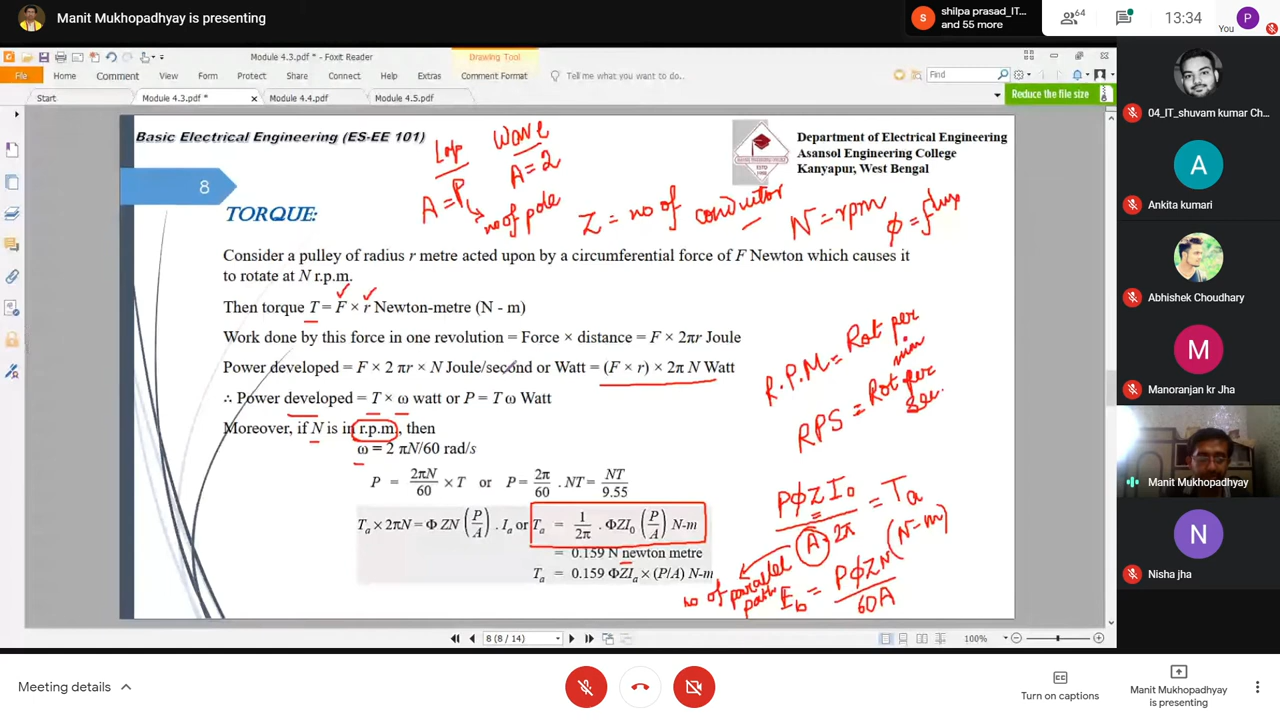 Manit Mukhopadhyay is presenting
shilpa prasad_IT...
and 55 more
64
13:34
You
P
S
Module 4.3.pdf * - Foxit Reader
Drawing Tool
File
Home
Comment
View
Form
Protect
Share
Connect
Help
Extras
Comment Format
Tell me what you want to do...
Find
Start
Module 4.3.pdf *
Module 4.4.pdf
Module 4.5.pdf
Reduce the file size
Basic Electrical Engineering (ES-EE 101)
Department of Electrical Engineering
Asansol Engineering College
Kanyapur, West Bengal
8
Lap
A = P
no of pole
Wave
A = 2
Z = no of conductor
N = rpm
ϕ = flux
TORQUE:
Consider a pulley of radius r metre acted upon by a circumferential force of F Newton which causes it
to rotate at N r.p.m.
Then torque T = F × r Newton-metre (N - m)
Work done by this force in one revolution = Force × distance = F × 2πr Joule
Power developed = F × 2 πr × N Joule/second or Watt = (F × r) × 2π N Watt
∴ Power developed = T × ω watt or P = T ω Watt
Moreover, if N is in r.p.m., then
ω = 2 πN/60 rad/s
P = 2πN/60 × T or P = 2π/60 . NT = NT/9.55
Ta × 2πN = Φ ZN (P/A) . Ia or Ta = 1/2π . ΦZI0 (P/A) N-m
= 0.159 N newton metre
Ta = 0.159 ΦZIa × (P/A) N-m
R.P.M = Rot per min
RPS = Rot per sec.
PϕZI0/A·2π = Ta (N-m)
no of parallel path
Eb = PϕZN/60A
8 (8 / 14)
100%
04_IT_shuvam kumar Ch...
A
Ankita kumari
Abhishek Choudhary
M
Manoranjan kr Jha
Manit Mukhopadhyay
N
Nisha jha
Meeting details
Turn on captions
Manit Mukhopadhyay
is presenting